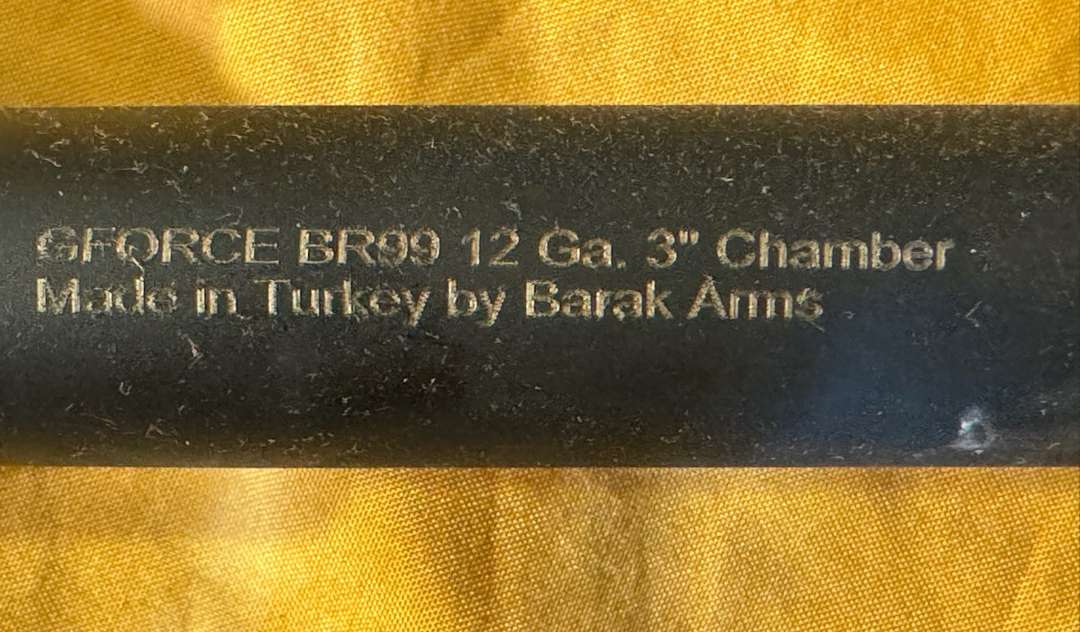 GFORCE BR99 12 Ga. 3" Chamber
Made in Turkey by Barak Arms